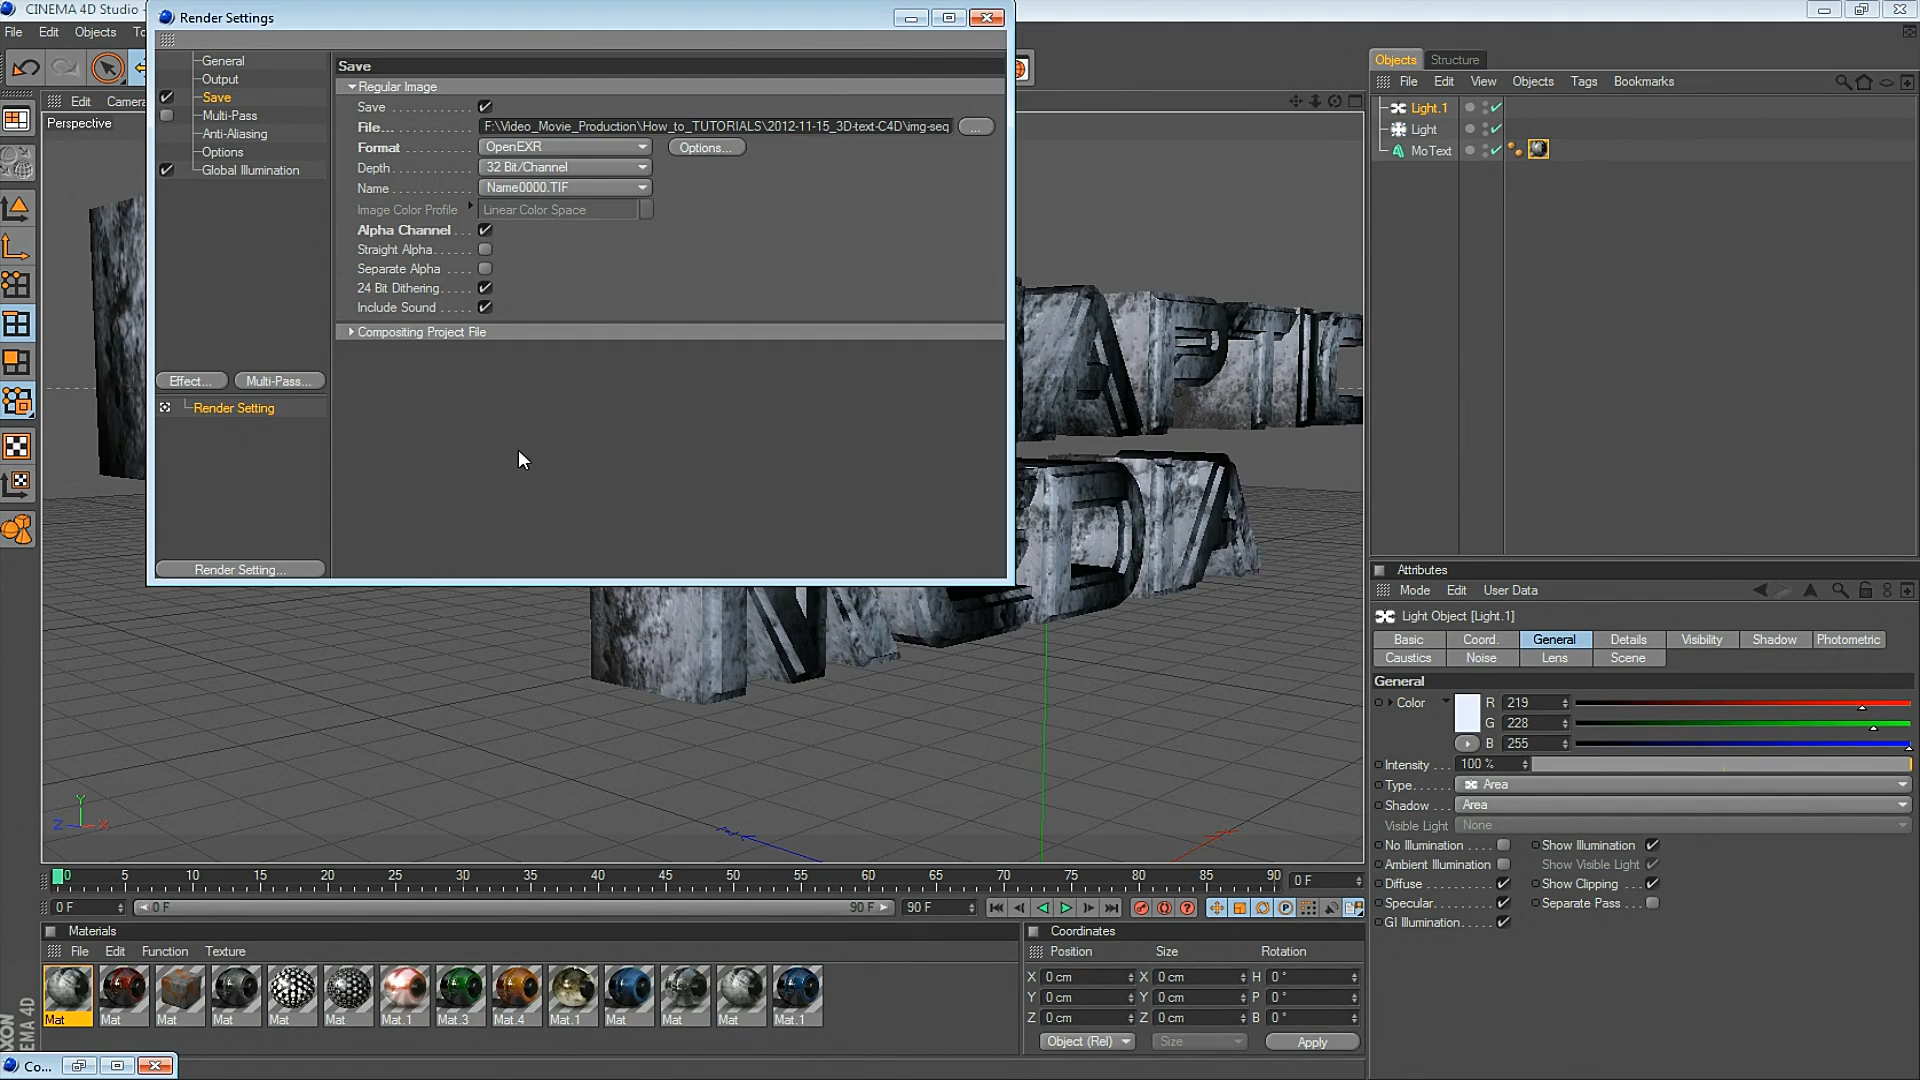 CINEMA 4D Studio -
Render Settings
File Edit Objects To
General
Output
Save
Multi-Pass
Anti-Aliasing
Options
Global Illumination
Effect... Multi-Pass...
Render Setting
Render Setting...
Save
Regular Image
Save
File... F:\Video_Movie_Production\How_to_TUTORIALS\2012-11-15_3D-text-C4D\img-seq ...
Format OpenEXR Options...
Depth 32 Bit/Channel
Name Name0000.TIF
Image Color Profile Linear Color Space
Alpha Channel
Straight Alpha
Separate Alpha
24 Bit Dithering
Include Sound
Compositing Project File
Edit Camera
Perspective
APTIC
MEDIA
Y
Z X
0 5 10 15 20 25 30 35 40 45 50 55 60 65 70 75 80 85 90 0 F
0 F 0 F 90 F 90 F
Materials
File Edit Function Texture
Mat Mat Mat Mat Mat Mat Mat.1 Mat.3 Mat.4 Mat.1 Mat Mat Mat Mat.1
Coordinates
Position Size Rotation
X 0 cm X 0 cm H 0 °
Y 0 cm Y 0 cm P 0 °
Z 0 cm Z 0 cm B 0 °
Object (Rel) Size Apply
Co...
Objects Structure
File Edit View Objects Tags Bookmarks
Light.1
Light
MoText
Attributes
Mode Edit User Data
Light Object [Light.1]
Basic Coord. General Details Visibility Shadow Photometric
Caustics Noise Lens Scene
General
Color R 219
G 228
B 255
Intensity 100 %
Type Area
Shadow Area
Visible Light None
No Illumination Show Illumination
Ambient Illumination Show Visible Light
Diffuse Show Clipping
Specular Separate Pass
GI Illumination